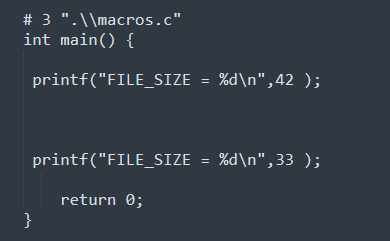 # 3 ".\\macros.c"
int main() {
printf("FILE_SIZE = %d\n",42 );
printf("FILE_SIZE = %d\n",33 );
return 0;
}